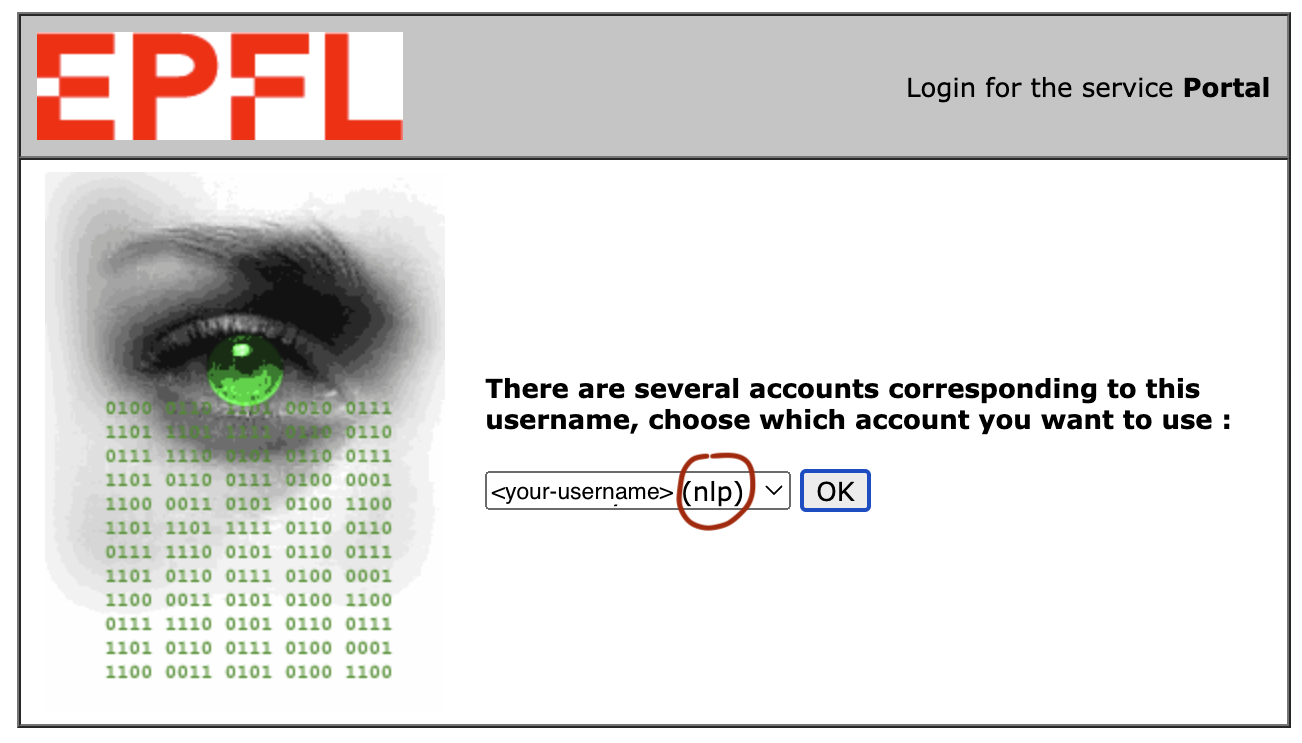 EPFL
Login for the service Portal
There are several accounts corresponding to this
username, choose which account you want to use :
<your-username> (nlp) OK
0100 0110 1101 0010 0111
1101 1101 1111 0100 0110
0111 1110 0101 0110 0111
1101 0110 0111 0100 0001
1100 0011 0101 0100 1100
1101 1101 1111 0110 0110
0111 1110 0101 0110 0111
1101 0110 0111 0100 0001
1100 0011 0101 0100 1100
0111 1110 0101 0110 0111
1101 0110 0111 0100 0001
1100 0011 0101 0100 1100